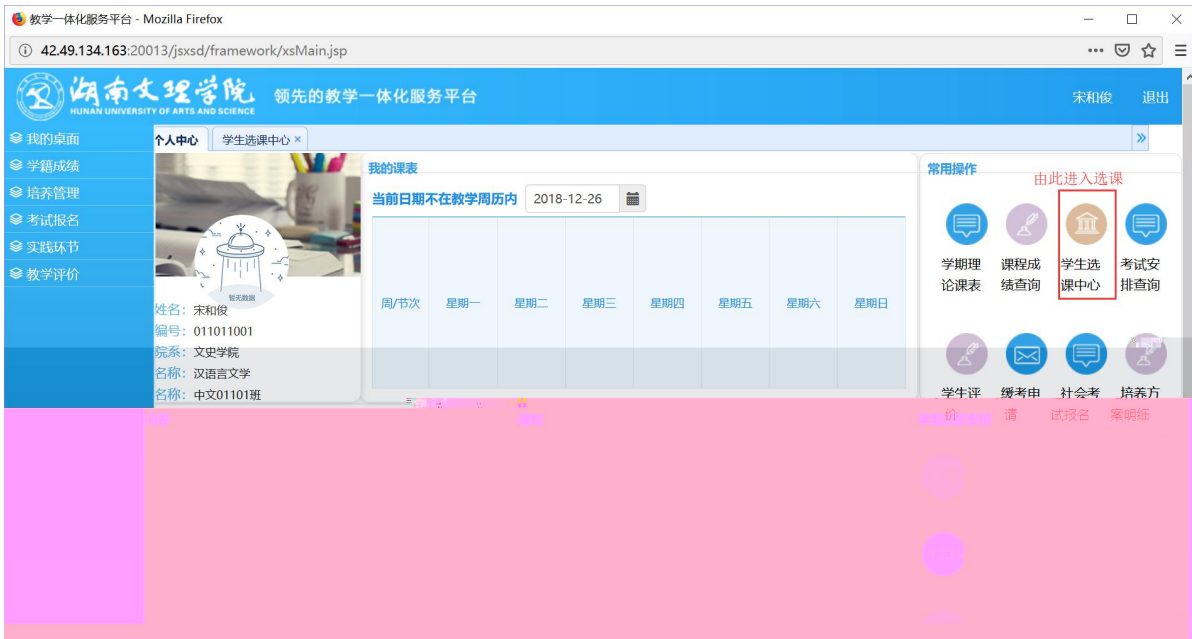 教学一体化服务平台 - Mozilla Firefox
42.49.134.163:20013/jsxsd/framework/xsMain.jsp
湖南文理学院
HUNAN UNIVERSITY OF ARTS AND SCIENCE
领先的教学一体化服务平台
宋和俊 退出
我的桌面
学籍成绩
培养管理
考试报名
实践环节
教学评价
个人中心 学生选课中心 ×
暂无数据
姓名：宋和俊
编号：011011001
院系：文史学院
名称：汉语言文学
名称：中文01101班
我的课表
当前日期不在教学周历内 2018-12-26
周/节次 星期一 星期二 星期三 星期四 星期五 星期六 星期日
常用操作
由此进入选课
学期理论课表
课程成绩查询
学生选课中心
考试安排查询
学生评价
缓考申请
社会考试报名
培养方案明细